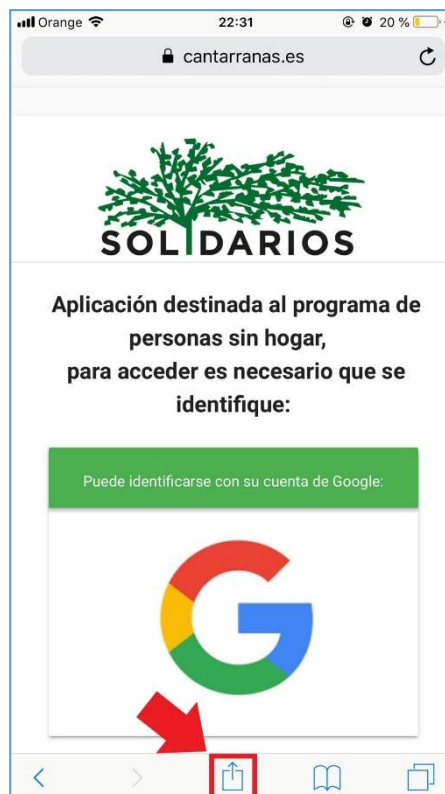 Orange 22:31 20 %
cantarranas.es
SOLIDARIOS
Aplicación destinada al programa de
personas sin hogar,
para acceder es necesario que se
identifique:
Puede identificarse con su cuenta de Google:
G